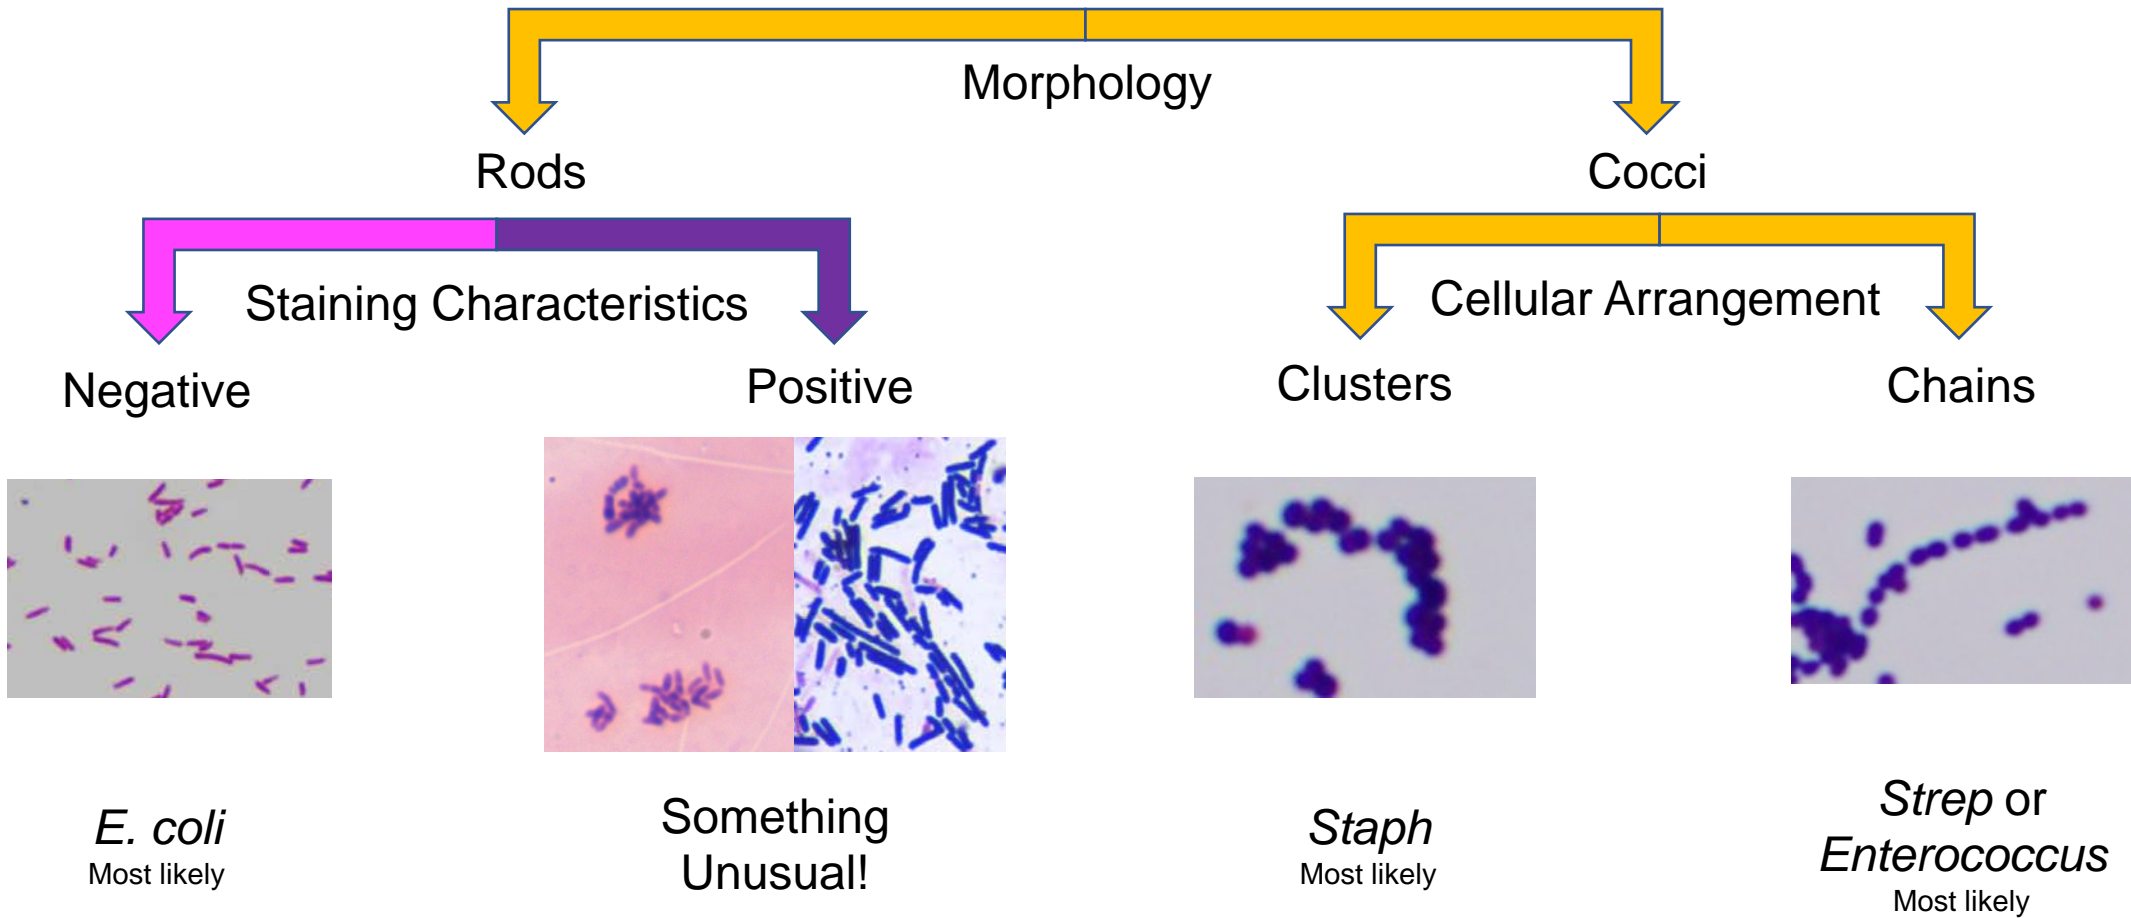 Morphology
Rods
Cocci
Staining Characteristics
Cellular Arrangement
Negative
Positive
Clusters
Chains
E. coli
Most likely
Something
Unusual!
Staph
Most likely
Strep or
Enterococcus
Most likely